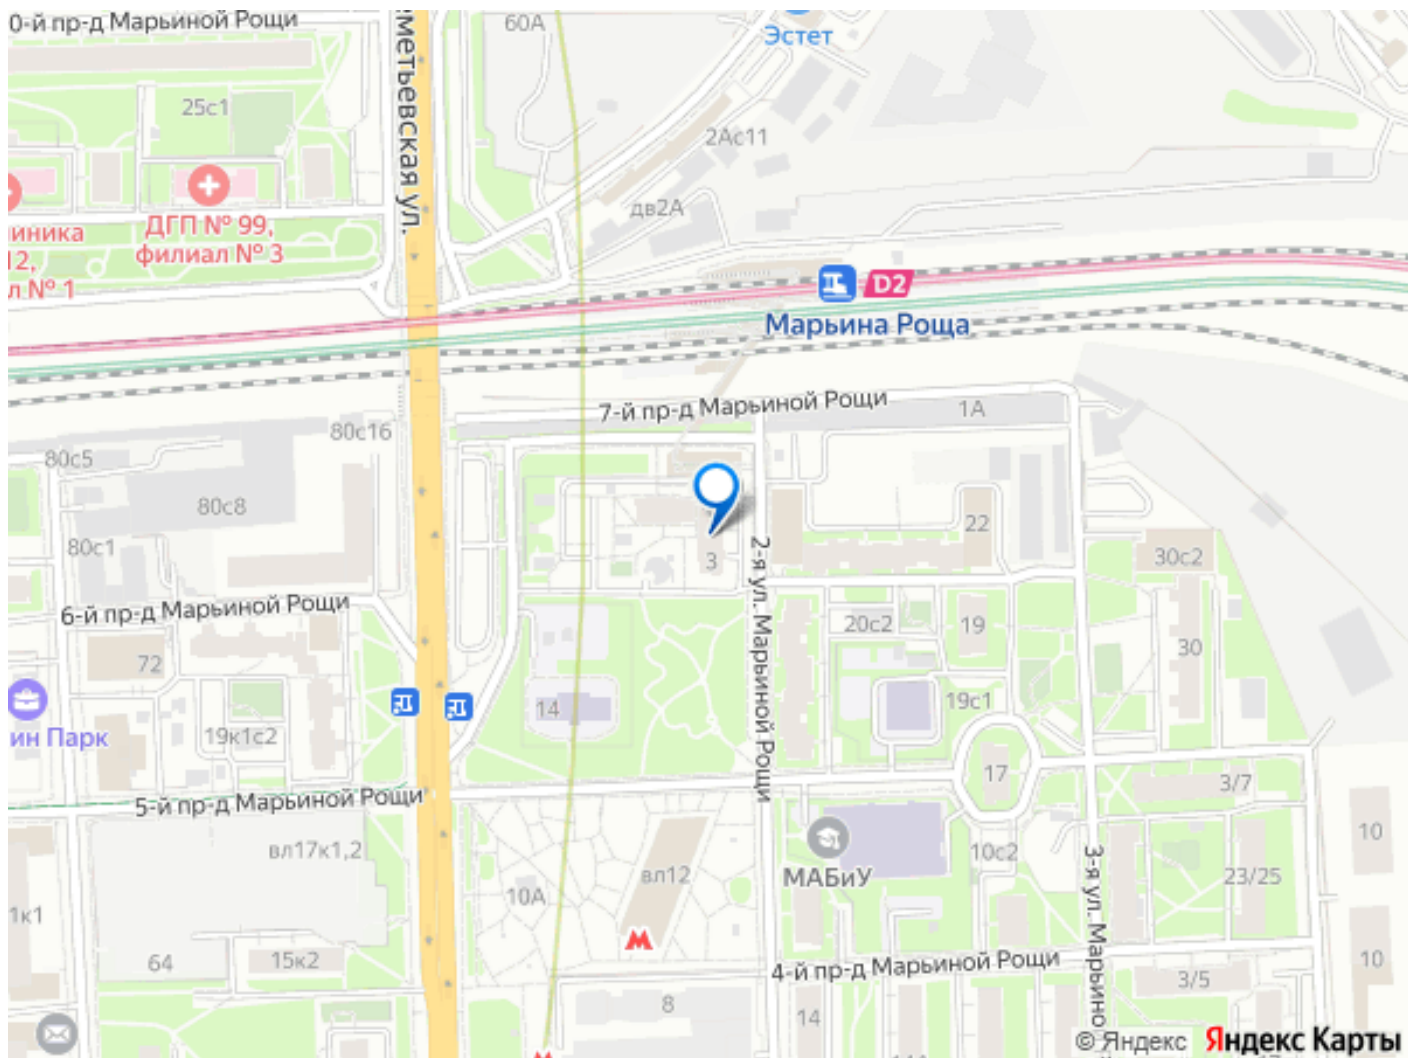 0-й пр-д Марьиной Рощи
60А
Эстет
еметьевская ул.
25с1
2Ас11
ДГП № 99,
филиал № 3
иника
12,
л № 1
дв2А
D2
Марьина Роща
7-й пр-д Марьиной Рощи
1А
80с16
80с5
80с8
80с1
22
3
2-я ул. Марьиной Рощи
30с2
6-й пр-д Марьиной Рощи
20с2
19
30
72
14
19с1
19к1с2
ин Парк
17
5-й пр-д Марьиной Рощи
3/7
вл17к1,2
10
МАБиУ
10с2
вл12
10А
23/25
3-я ул. Марьино
1к1
М
64
15к2
4-й пр-д Марьиной Рощи
10
3/5
8
14
11А
© Яндекс
Яндекс Карты